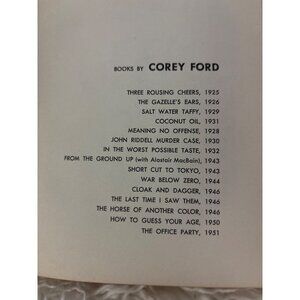 BOOKS BY COREY FORD
THREE ROUSING CHEERS, 1925
THE GAZELLE'S EARS, 1926
SALT WATER TAFFY, 1929
COCONUT OIL, 1931
MEANING NO OFFENSE, 1928
JOHN RIDDELL MURDER CASE, 1930
IN THE WORST POSSIBLE TASTE, 1932
FROM THE GROUND UP (with Alastair MacBain), 1943
SHORT CUT TO TOKYO, 1943
WAR BELOW ZERO, 1944
CLOAK AND DAGGER, 1946
THE LAST TIME I SAW THEM, 1946
THE HORSE OF ANOTHER COLOR, 1946
HOW TO GUESS YOUR AGE, 1950
THE OFFICE PARTY, 1951